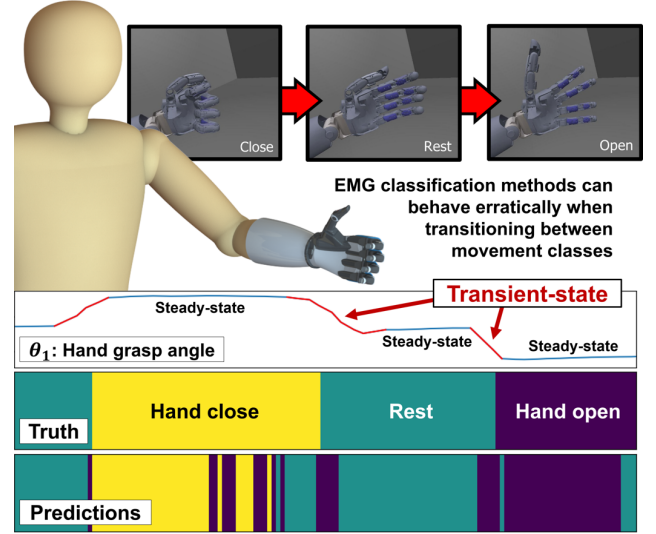 Close
Rest
Open
EMG classification methods can
behave erratically when
transitioning between
movement classes
Transient-state
Steady-state
Steady-state
Steady-state
θ₁: Hand grasp angle
Truth
Hand close
Rest
Hand open
Predictions